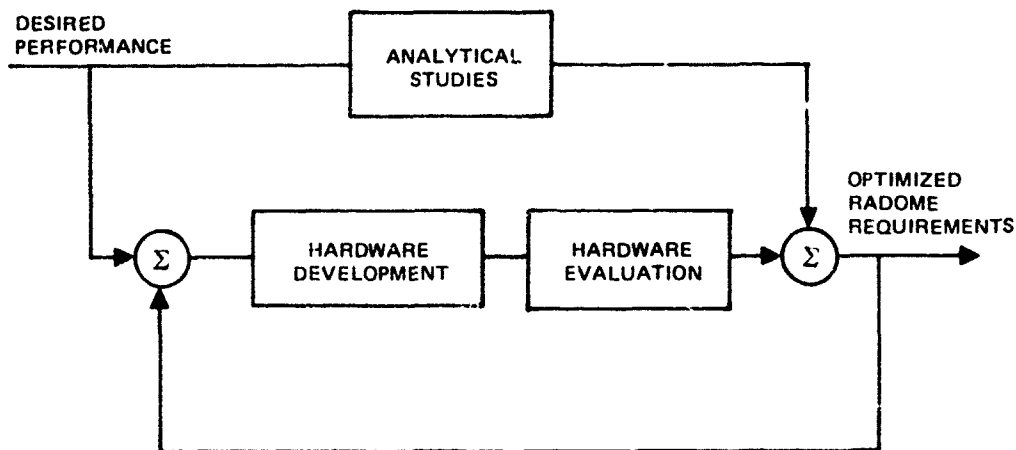 DESIRED
PERFORMANCE
ANALYTICAL
STUDIES
OPTIMIZED
RADOME
REQUIREMENTS
Σ
HARDWARE
DEVELOPMENT
HARDWARE
EVALUATION
Σ